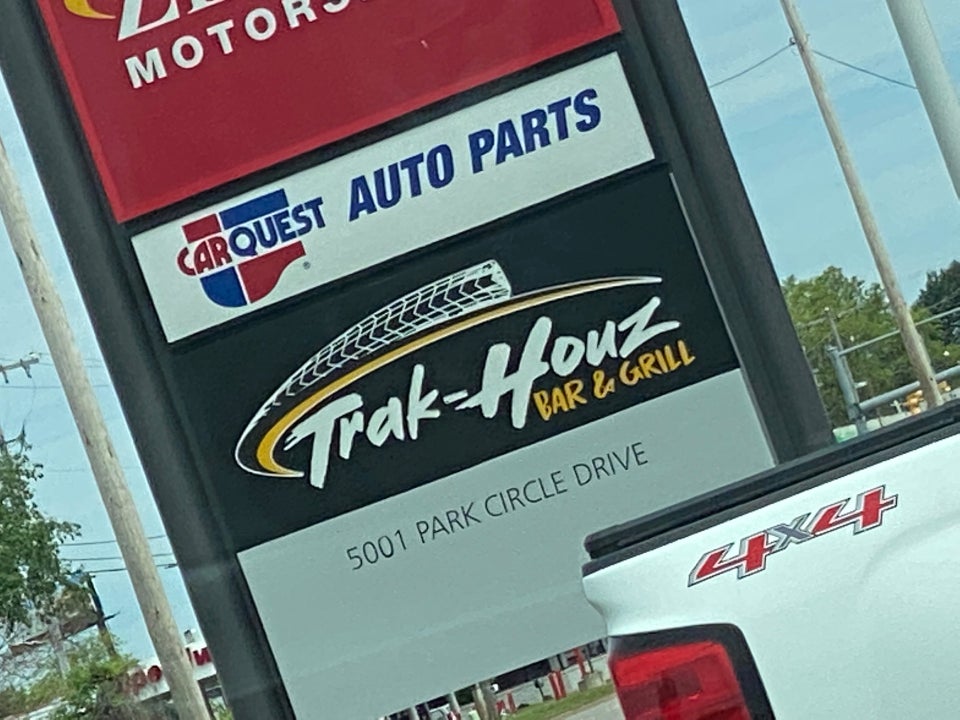 MOTORS
CARQUEST AUTO PARTS
Trak-Houz
BAR & GRILL
5001 PARK CIRCLE DRIVE
4x4